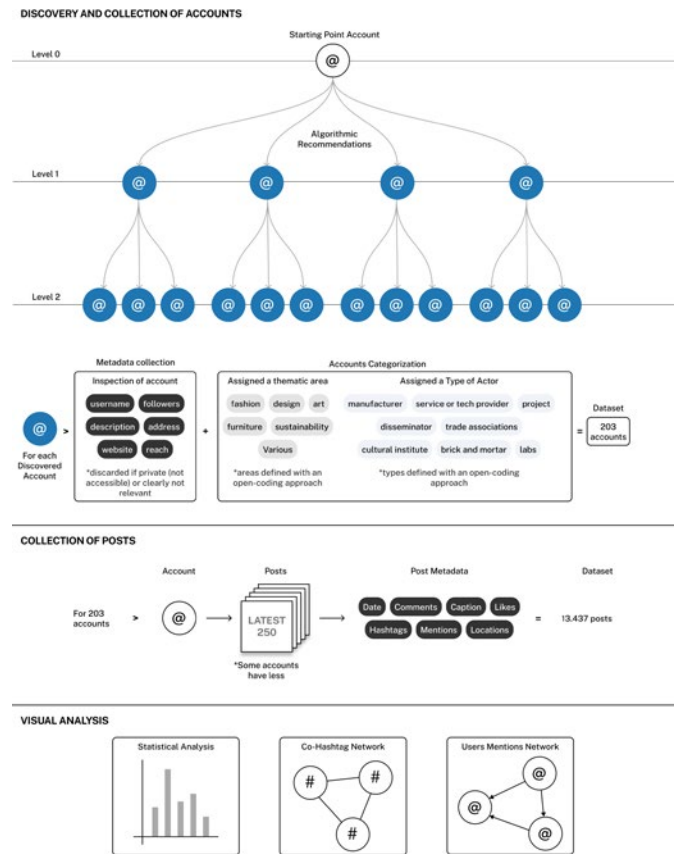 DISCOVERY AND COLLECTION OF ACCOUNTS
Starting Point Account
Level 0
@
Algorithmic
Recommendations
Level 1
@ @ @ @
Level 2
@ @ @ @ @ @ @ @ @ @ @ @
Metadata collection
Accounts Categorization
Inspection of account
Assigned a thematic area
Assigned a Type of Actor
@
For each
Discovered
Account
>
username followers
description address
website reach
*discarded if private (not
accessible) or clearly not
relevant
+
fashion design art
furniture sustainability
Various
*areas defined with an
open-coding approach
manufacturer service or tech provider project
disseminator trade associations
cultural institute brick and mortar labs
*types defined with an open-coding
approach
=
Dataset
203
accounts
COLLECTION OF POSTS
Account
Posts
Post Metadata
Dataset
For 203
accounts
>
@
LATEST
250
*Some accounts
have less
Date Comments Caption Likes
Hashtags Mentions Locations
=
13.437 posts
VISUAL ANALYSIS
Statistical Analysis
Co-Hashtag Network
# # #
Users Mentions Network
@ @ @